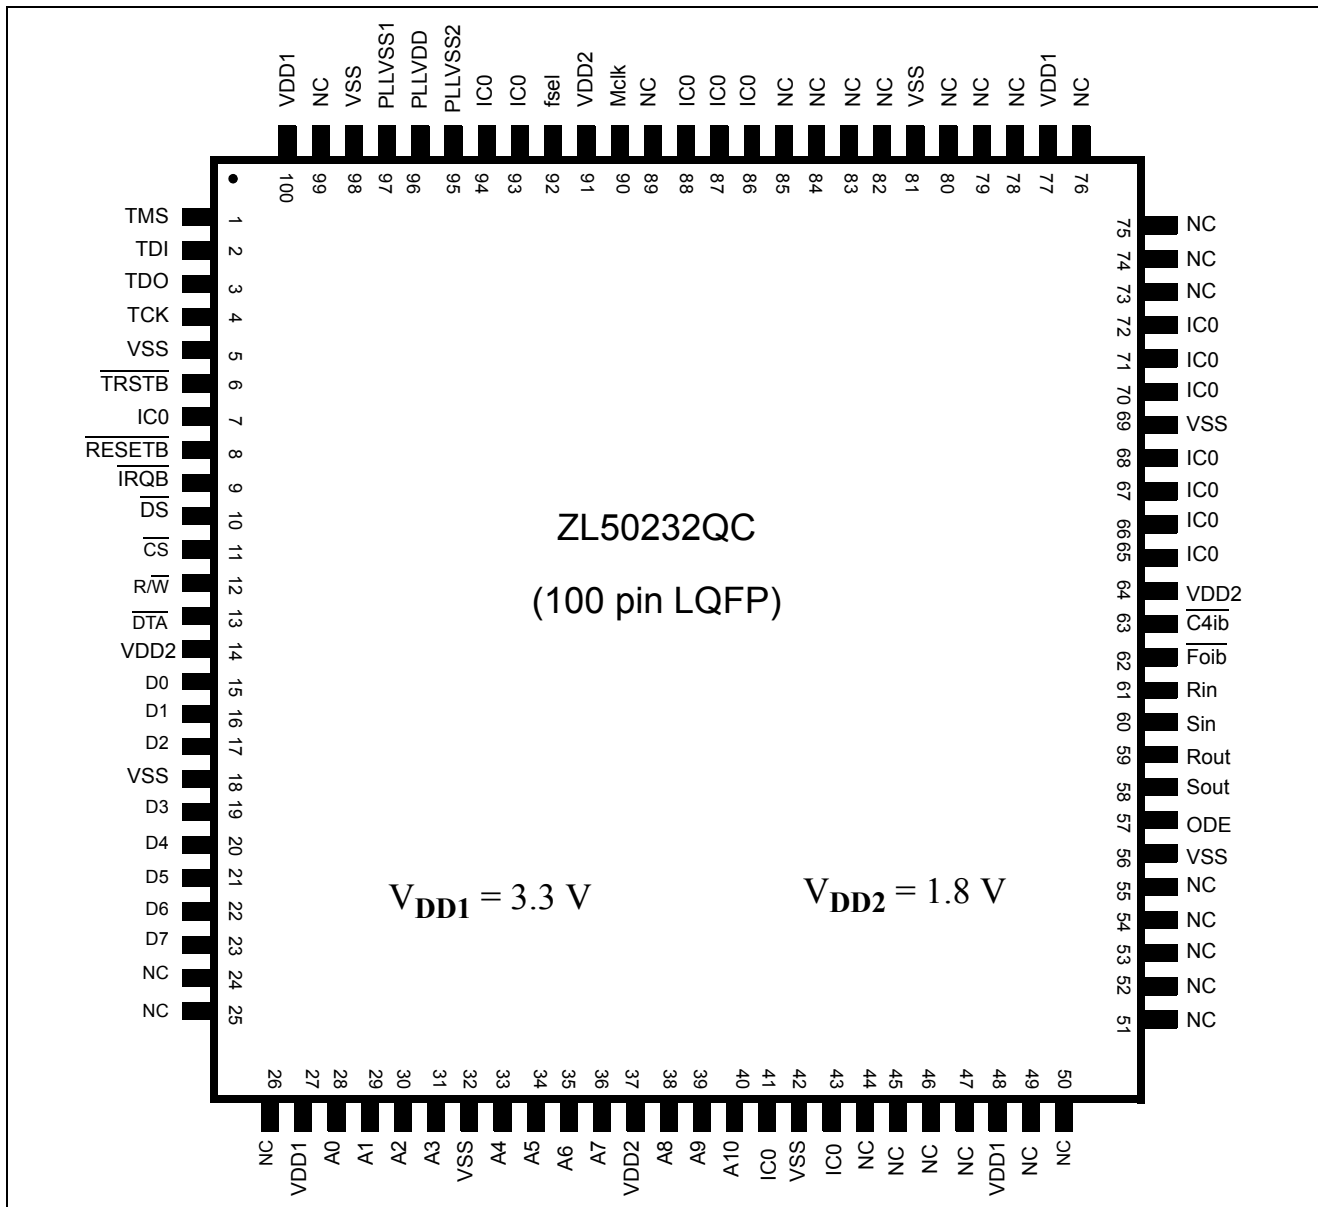 VDD1 NC VSS PLLVSS1 PLLVDD PLLVSS2 IC0 IC0 fsel VDD2 Mclk NC IC0 IC0 IC0 NC NC NC NC VSS NC NC NC VDD1 NC
100 99 98 97 96 95 94 93 92 91 90 89 88 87 86 85 84 83 82 81 80 79 78 77 76
TMS 1
TDI 2
TDO 3
TCK 4
VSS 5
TRSTB 6
IC0 7
RESETB 8
IRQB 9
DS 10
CS 11
R/W 12
DTA 13
VDD2 14
D0 15
D1 16
D2 17
VSS 18
D3 19
D4 20
D5 21
D6 22
D7 23
NC 24
NC 25
ZL50232QC
(100 pin LQFP)
VDD1 = 3.3 V
VDD2 = 1.8 V
75 NC
74 NC
73 NC
72 IC0
71 IC0
70 IC0
69 VSS
68 IC0
67 IC0
66 IC0
65 IC0
64 VDD2
63 C4ib
62 Foib
61 Rin
60 Sin
59 Rout
58 Sout
57 ODE
56 VSS
55 NC
54 NC
53 NC
52 NC
51 NC
26 27 28 29 30 31 32 33 34 35 36 37 38 39 40 41 42 43 44 45 46 47 48 49 50
NC VDD1 A0 A1 A2 A3 VSS A4 A5 A6 A7 VDD2 A8 A9 A10 IC0 VSS IC0 NC NC NC NC VDD1 NC NC